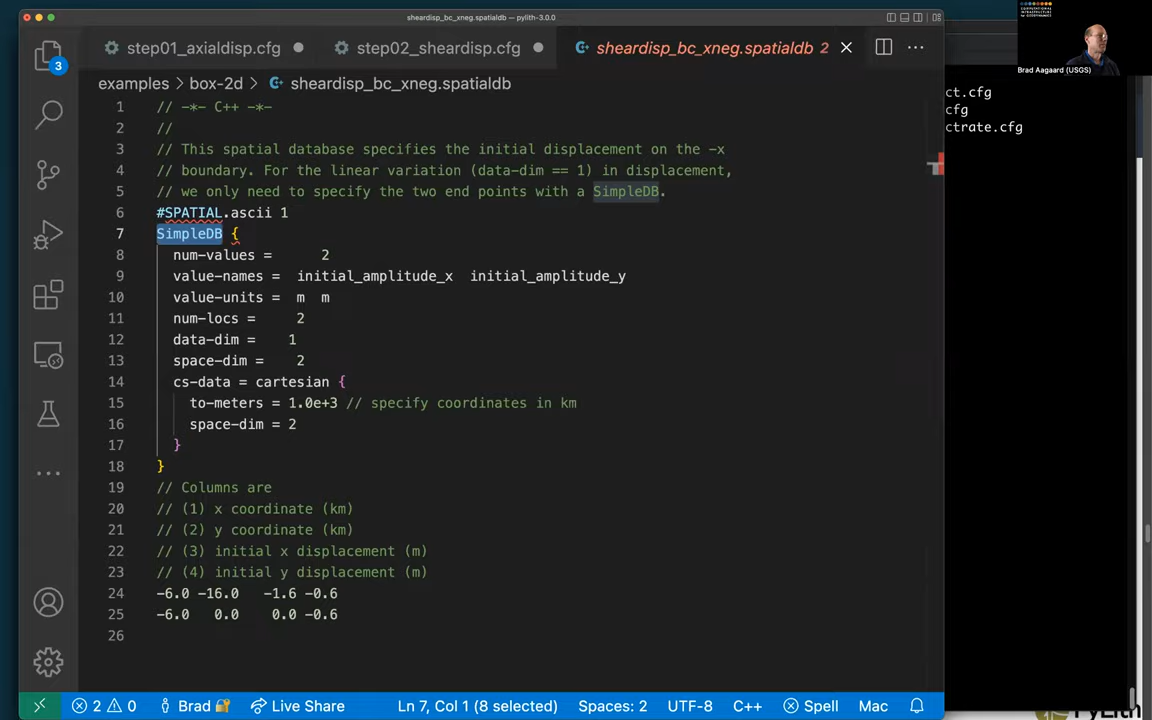 sheardisp_bc_xneg.spatialdb — pylith-3.0.0
COMPUTATIONAL
INFRASTRUCTURE
for GEODYNAMICS
Brad Aagaard (USGS)
step01_axialdisp.cfg
step02_sheardisp.cfg
sheardisp_bc_xneg.spatialdb 2
examples > box-2d > sheardisp_bc_xneg.spatialdb
3
1 // -*- C++ -*-
2 //
3 // This spatial database specifies the initial displacement on the -x
4 // boundary. For the linear variation (data-dim == 1) in displacement,
5 // we only need to specify the two end points with a SimpleDB.
6 #SPATIAL.ascii 1
7 SimpleDB {
8 num-values = 2
9 value-names = initial_amplitude_x initial_amplitude_y
10 value-units = m m
11 num-locs = 2
12 data-dim = 1
13 space-dim = 2
14 cs-data = cartesian {
15 to-meters = 1.0e+3 // specify coordinates in km
16 space-dim = 2
17 }
18 }
19 // Columns are
20 // (1) x coordinate (km)
21 // (2) y coordinate (km)
22 // (3) initial x displacement (m)
23 // (4) initial y displacement (m)
24 -6.0 -16.0 -1.6 -0.6
25 -6.0 0.0 0.0 -0.6
26
ct.cfg
cfg
ctrate.cfg
2 0 Brad Live Share Ln 7, Col 1 (8 selected) Spaces: 2 UTF-8 C++ Spell Mac
PyLith